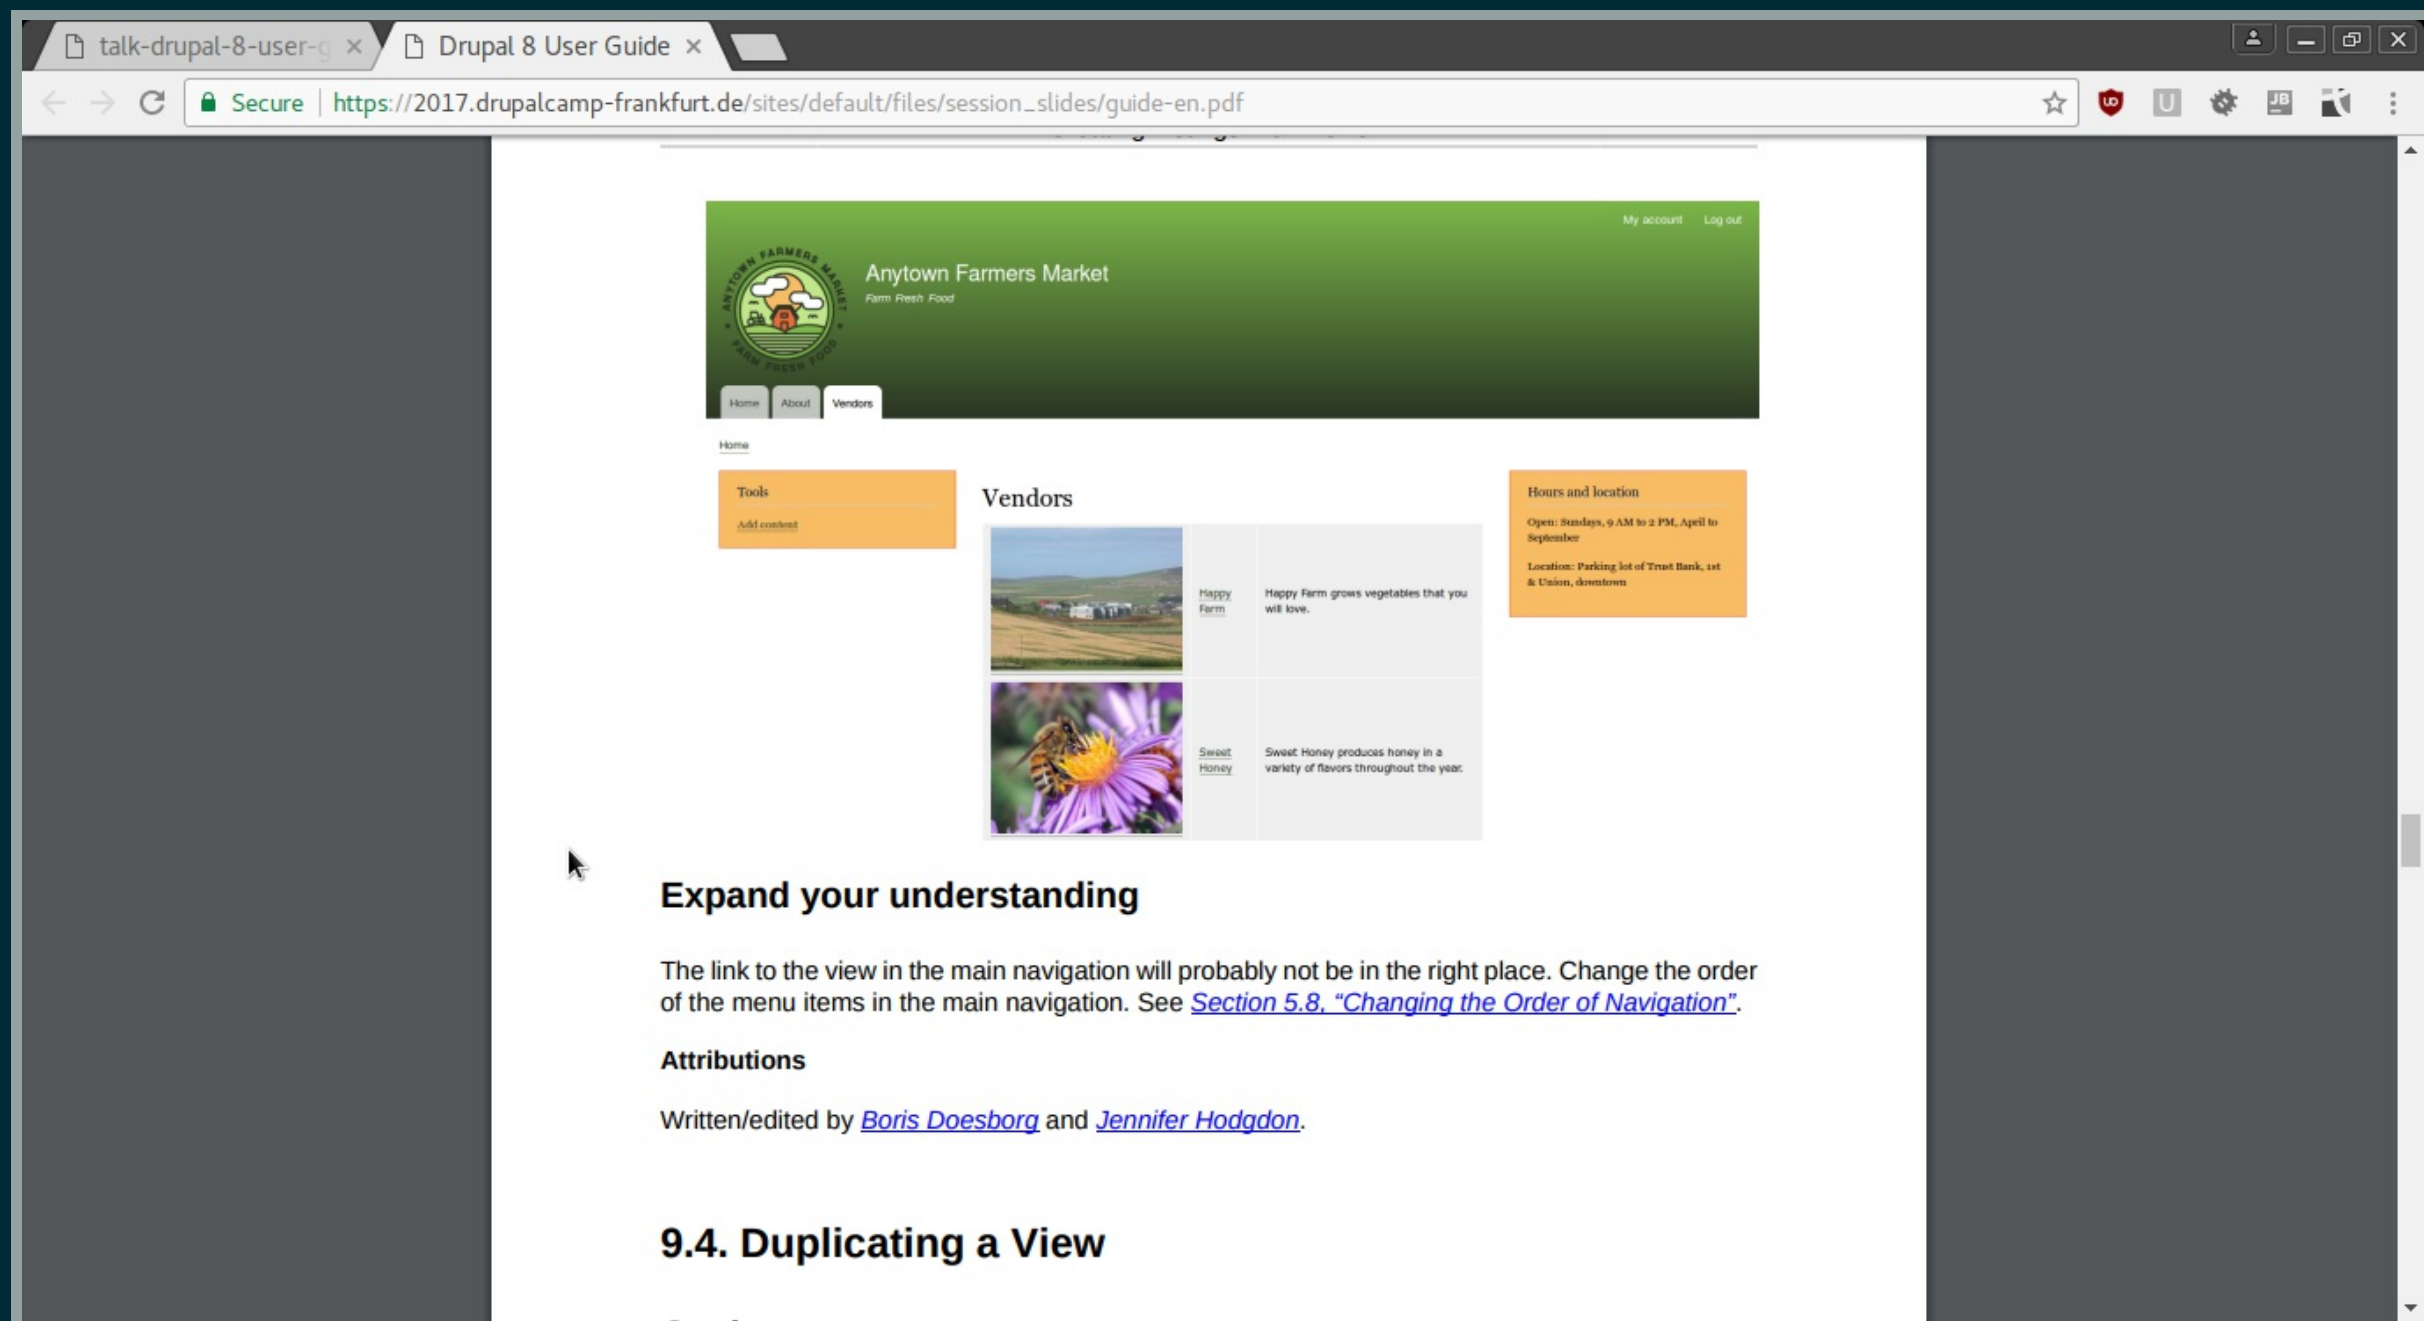 talk-drupal-8-user-g
Drupal 8 User Guide
Secure
https://2017.drupalcamp-frankfurt.de/sites/default/files/session_slides/guide-en.pdf
U
JB
My account
Log out
ANYTOWN FARMERS MARKET
FARM FRESH FOOD
Anytown Farmers Market
Farm Fresh Food
Home
About
Vendors
Home
Tools
Add content
Vendors
Happy
Farm
Happy Farm grows vegetables that you
will love.
Sweet
Honey
Sweet Honey produces honey in a
variety of flavors throughout the year.
Hours and location
Open: Sundays, 9 AM to 2 PM, April to
September
Location: Parking lot of Trust Bank, 1st
& Union, downtown
Expand your understanding
The link to the view in the main navigation will probably not be in the right place. Change the order
of the menu items in the main navigation. See Section 5.8, “Changing the Order of Navigation”.
Attributions
Written/edited by Boris Doesborg and Jennifer Hodgdon.
9.4. Duplicating a View